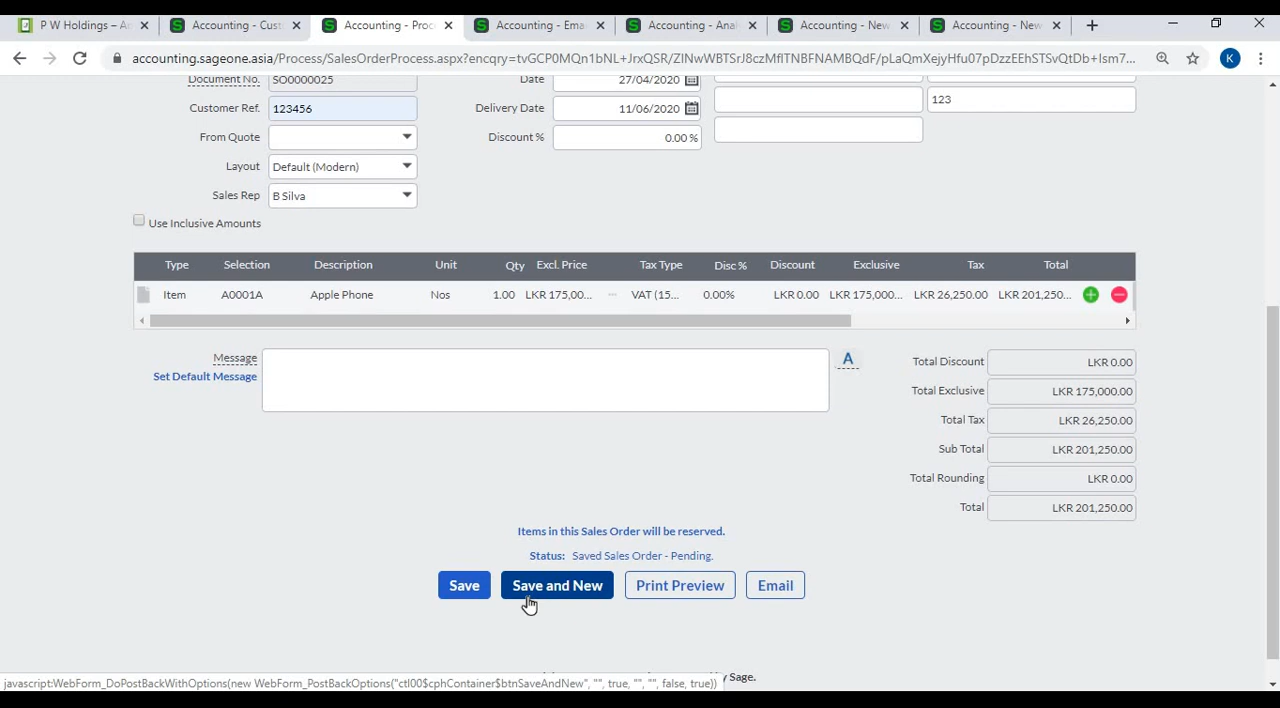 P W Holdings – A
Accounting - Cust
Accounting - Proc
Accounting - Ema
Accounting - Anal
Accounting - New
Accounting - New
accounting.sageone.asia/Process/SalesOrderProcess.aspx?encqry=
K
Document No. SO0000025 Date 27/04/2020
Customer Ref. 123456 Delivery Date 11/06/2020 123
From Quote Discount % 0.00 %
Layout Default (Modern)
Sales Rep B Silva
Use Inclusive Amounts
Type Selection Description Unit Qty Excl. Price Tax Type Disc % Discount Exclusive Tax Total
Item A0001A Apple Phone Nos 1.00 LKR 175,00... ... VAT (15... 0.00% LKR 0.00 LKR 175,000... LKR 26,250.00 LKR 201,250...
Message A Total Discount LKR 0.00
Set Default Message
Total Exclusive LKR 175,000.00
Total Tax LKR 26,250.00
Sub Total LKR 201,250.00
Total Rounding LKR 0.00
Total LKR 201,250.00
Items in this Sales Order will be reserved.
Status: Saved Sales Order - Pending.
Save Save and New Print Preview Email
y Sage.
javascript:WebForm_DoPostBackWithOptions(new WebForm_PostBackOptions("ctl00$cphContainer$btnSaveAndNew", "", true, "", "", false, true))